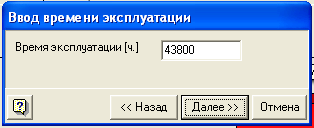 Ввод времени эксплуатации
Время эксплуатации [ч.] 43800
?
<< Назад Далее >> Отмена